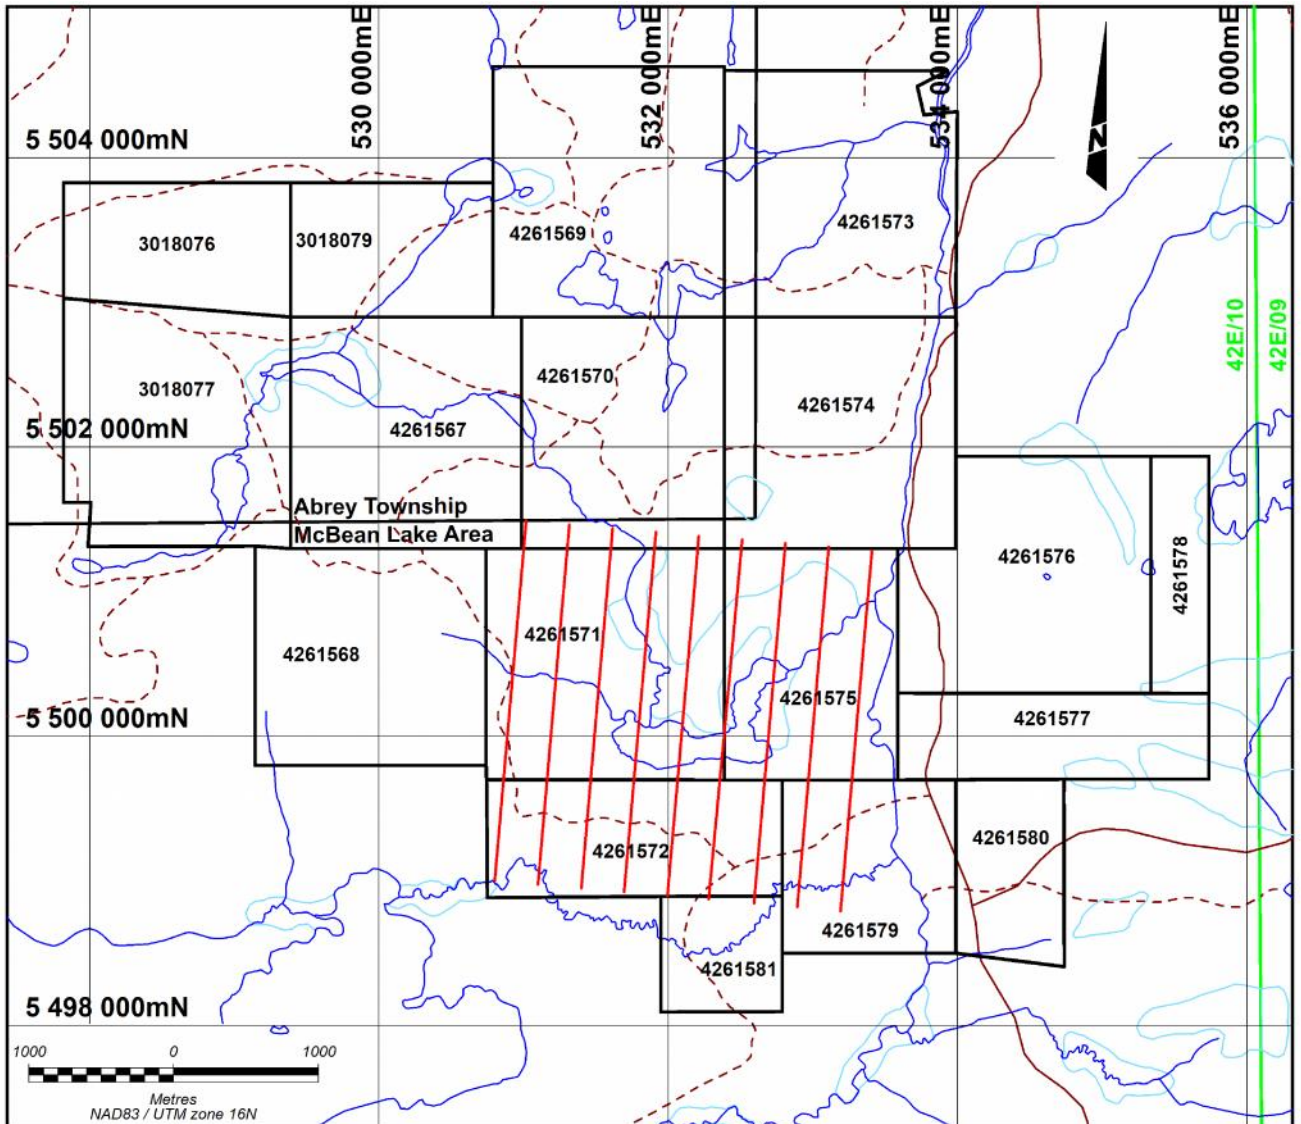 530 000mE
532 000mE
534 000mE
536 000mE
5 504 000mN
N
3018076
3018079
4261569
4261573
42E/10
42E/09
3018077
4261570
4261574
5 502 000mN
4261567
Abrey Township
McBean Lake Area
4261576
4261578
4261571
4261568
4261575
5 500 000mN
4261577
4261572
4261580
4261579
4261581
5 498 000mN
1000 0 1000
Metres
NAD83 / UTM zone 16N